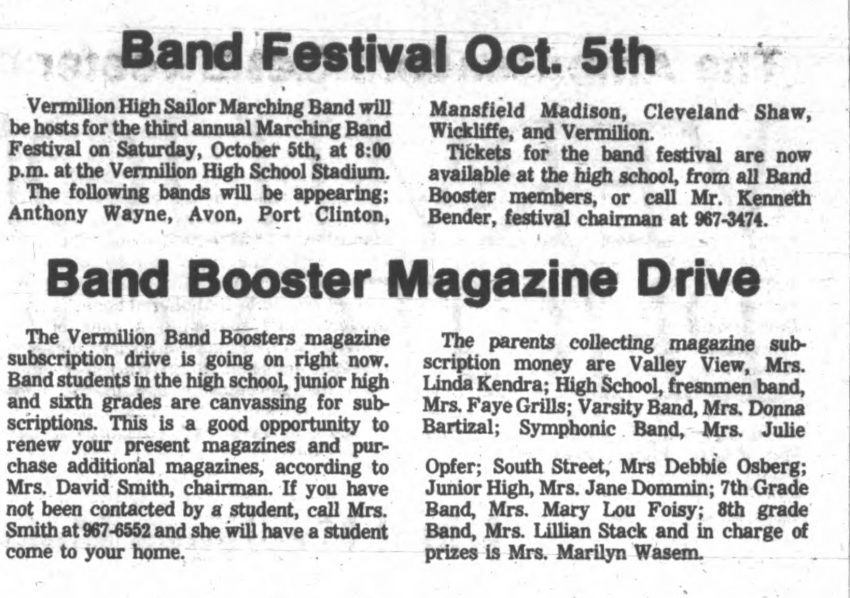 Band Festival Oct. 5th
Vermilion High Sailor Marching Band will
be hosts for the third annual Marching Band
Festival on Saturday, October 5th, at 8:00
p.m. at the Vermilion High School Stadium.
The following bands will be appearing;
Anthony Wayne, Avon, Port Clinton,
Mansfield Madison, Cleveland Shaw,
Wickliffe, and Vermilion.
Tickets for the band festival are now
available at the high school, from all Band
Booster members, or call Mr. Kenneth
Bender, festival chairman at 967-3474.
Band Booster Magazine Drive
The Vermilion Band Boosters magazine
subscription drive is going on right now.
Band students in the high school, junior high
and sixth grades are canvassing for sub-
scriptions. This is a good opportunity to
renew your present magazines and pur-
chase additional magazines, according to
Mrs. David Smith, chairman. If you have
not been contacted by a student, call Mrs.
Smith at 967-6552 and she will have a student
come to your home.
The parents collecting magazine sub-
scription money are Valley View, Mrs.
Linda Kendra; High School, fresnmen band,
Mrs. Faye Grills; Varsity Band, Mrs. Donna
Bartizal; Symphonic Band, Mrs. Julie
Opfer; South Street, Mrs Debbie Osberg;
Junior High, Mrs. Jane Dommin; 7th Grade
Band, Mrs. Mary Lou Foisy; 8th grade
Band, Mrs. Lillian Stack and in charge of
prizes is Mrs. Marilyn Wasem.